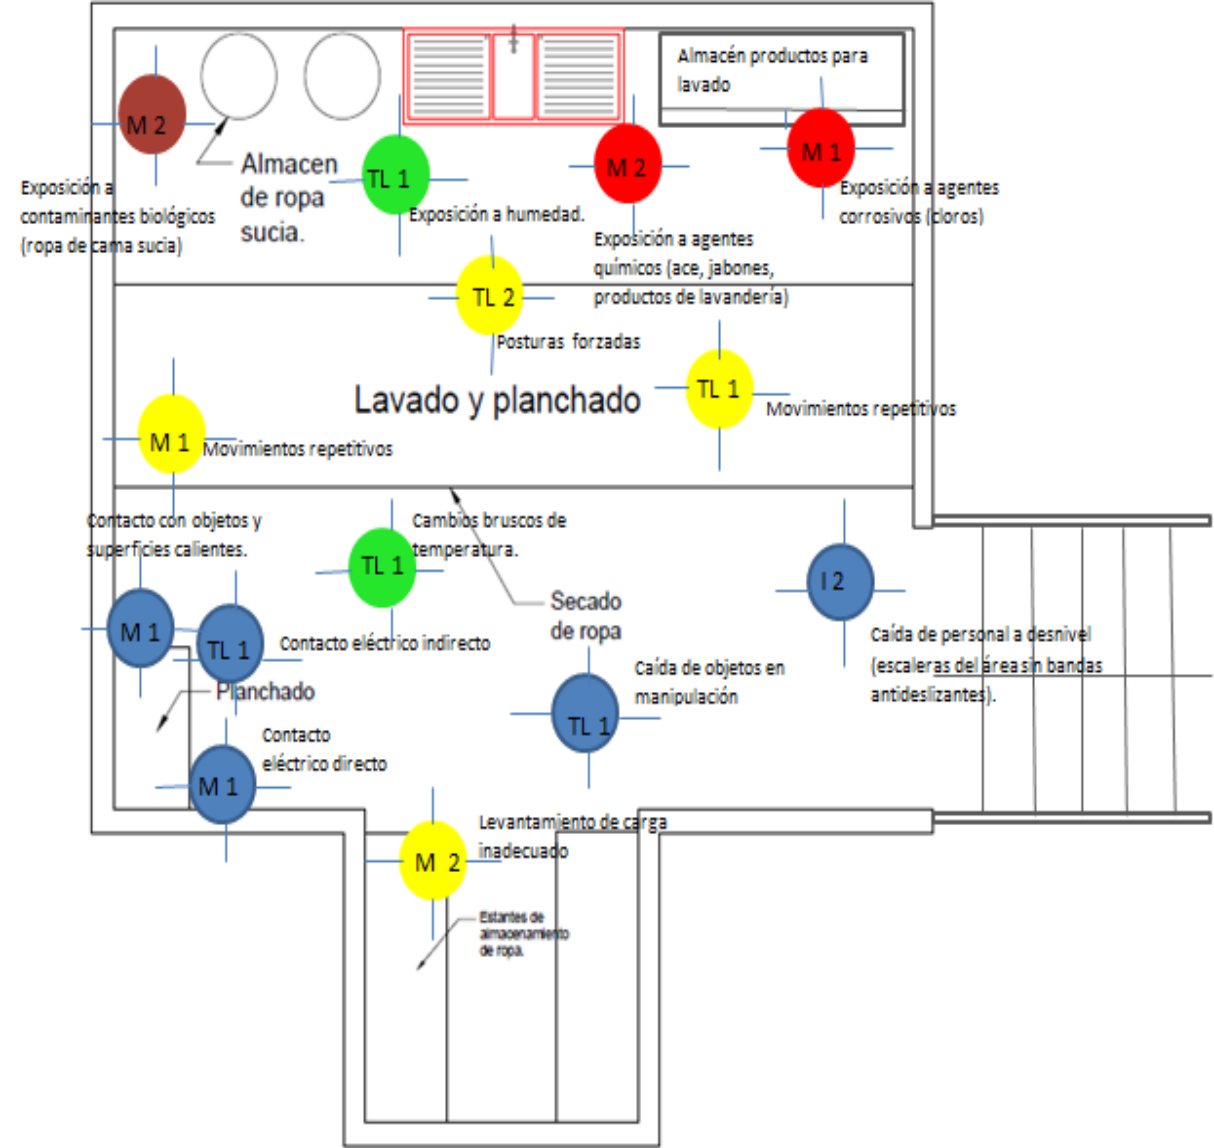 Almacén productos para
lavado
M 2
Almacen
de ropa
sucia.
TL 1
M 2
M 1
Exposición a
contaminantes biológicos
(ropa de cama sucia)
Exposición a humedad.
Exposición a agentes
corrosivos (cloros)
Exposición a agentes
químicos (ace, jabones,
productos de lavandería)
TL 2
Posturas forzadas
Lavado y planchado
TL 1
Movimientos repetitivos
M 1
Movimientos repetitivos
Contacto con objetos y
superficies calientes.
TL 1
Cambios bruscos de
temperatura.
Secado
de ropa
I 2
Caída de personal a desnivel
(escaleras del área sin bandas
antideslizantes).
M 1
TL 1
Contacto eléctrico indirecto
Planchado
Caída de objetos en
manipulación
TL 1
Contacto
eléctrico directo
M 1
Levantamiento de carga
inadecuado
M 2
Estantes de
almacenamiento
de ropa.